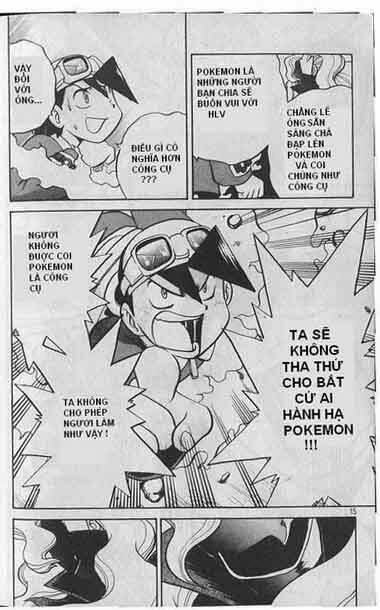 VẬY
ĐỐI
VỚI
ÔNG...
ĐIỀU GÌ CÓ
NGHĨA HƠN
CÔNG CỤ
???
POKEMON LÀ
NHỮNG NGƯỜI
BẠN CHIA SẼ
BUỒN VUI VỚI
HLV
CHẲNG LẼ
ÔNG SẴN
SÀNG CHÀ
ĐẠP LÊN
POKEMON
VÀ COI
CHÚNG NHƯ
CÔNG CỤ
NGƯƠI
KHÔNG
ĐUỢC COI
POKEMON
LÀ CÔNG
CỤ
TA SẼ
KHÔNG
THA THỨ
CHO BẤT
CỨ AI
HÀNH HẠ
POKEMON
!!!
TA KHÔNG
CHO PHÉP
NGƯƠI LÀM
NHƯ VẬY !
15